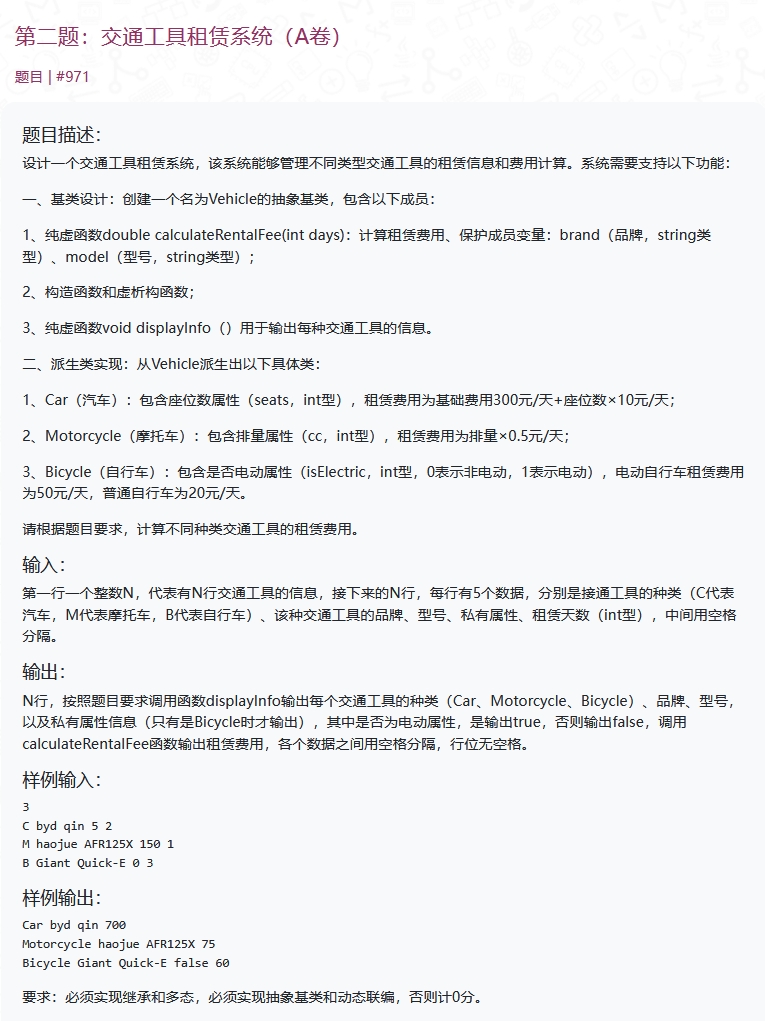 第二题：交通工具租赁系统（A卷）
题目 | #971
题目描述：
设计一个交通工具租赁系统，该系统能够管理不同类型交通工具的租赁信息和费用计算。系统需要支持以下功能：
一、基类设计：创建一个名为Vehicle的抽象基类，包含以下成员：
1、纯虚函数double calculateRentalFee(int days)：计算租赁费用、保护成员变量：brand（品牌，string类
型）、model（型号，string类型）；
2、构造函数和虚析构函数；
3、纯虚函数void displayInfo（）用于输出每种交通工具的信息。
二、派生类实现：从Vehicle派生出以下具体类：
1、Car（汽车）：包含座位数属性（seats，int型），租赁费用为基础费用300元/天+座位数×10元/天；
2、Motorcycle（摩托车）：包含排量属性（cc，int型），租赁费用为排量×0.5元/天；
3、Bicycle（自行车）：包含是否电动属性（isElectric，int型，0表示非电动，1表示电动），电动自行车租赁费用
为50元/天，普通自行车为20元/天。
请根据题目要求，计算不同种类交通工具的租赁费用。
输入：
第一行一个整数N，代表有N行交通工具的信息，接下来的N行，每行有5个数据，分别是接通工具的种类（C代表
汽车，M代表摩托车，B代表自行车）、该种交通工具的品牌、型号、私有属性、租赁天数（int型），中间用空格
分隔。
输出：
N行，按照题目要求调用函数displayInfo输出每个交通工具的种类（Car、Motorcycle、Bicycle）、品牌、型号，
以及私有属性信息（只有是Bicycle时才输出），其中是否为电动属性，是输出true，否则输出false，调用
calculateRentalFee函数输出租赁费用，各个数据之间用空格分隔，行位无空格。
样例输入：
3
C byd qin 5 2
M haojue AFR125X 150 1
B Giant Quick-E 0 3
样例输出：
Car byd qin 700
Motorcycle haojue AFR125X 75
Bicycle Giant Quick-E false 60
要求：必须实现继承和多态，必须实现抽象基类和动态联编，否则计0分。